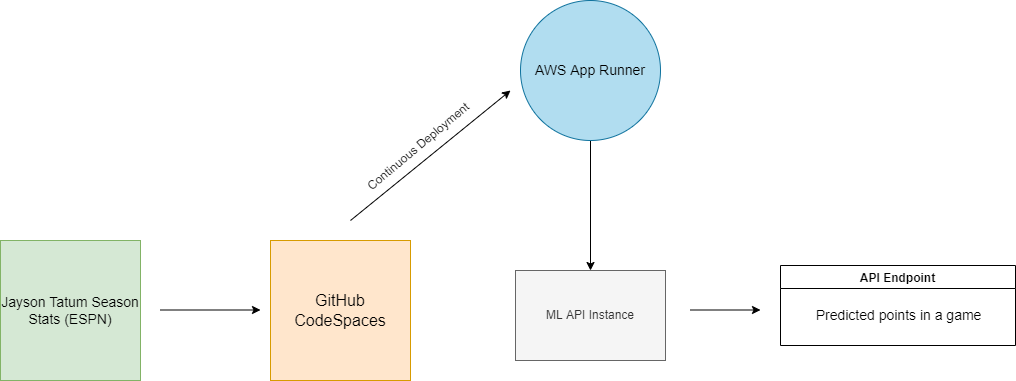 AWS App Runner
Continuous Deployment
Jayson Tatum Season
Stats (ESPN)
GitHub
CodeSpaces
ML API Instance
API Endpoint
Predicted points in a game